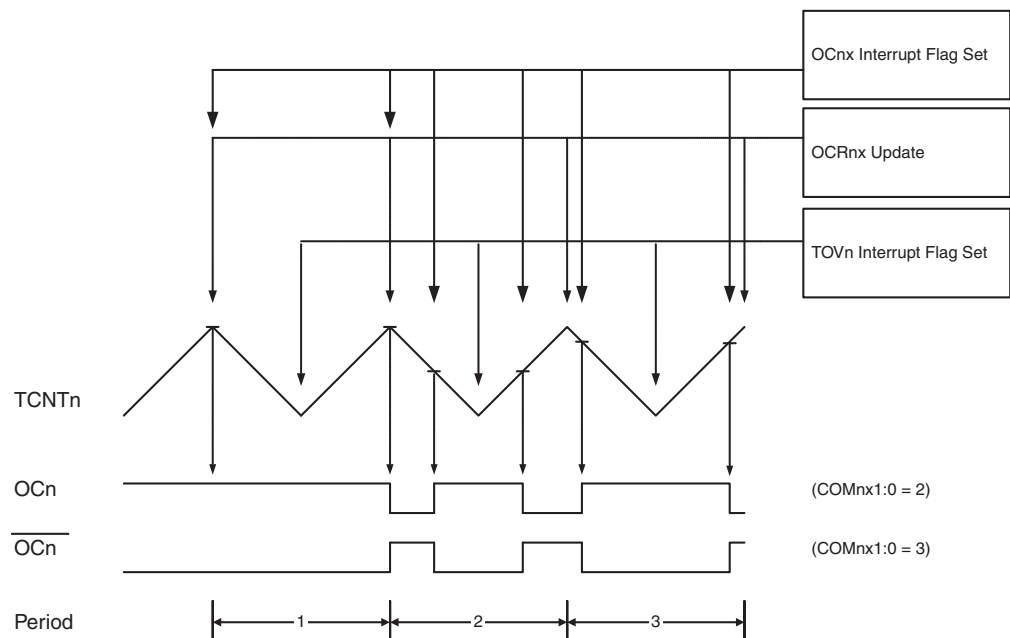 OCnx Interrupt Flag Set
OCRnx Update
TOVn Interrupt Flag Set
TCNTn
OCn
(COMnx1:0 = 2)
OCn
(COMnx1:0 = 3)
Period
1
2
3